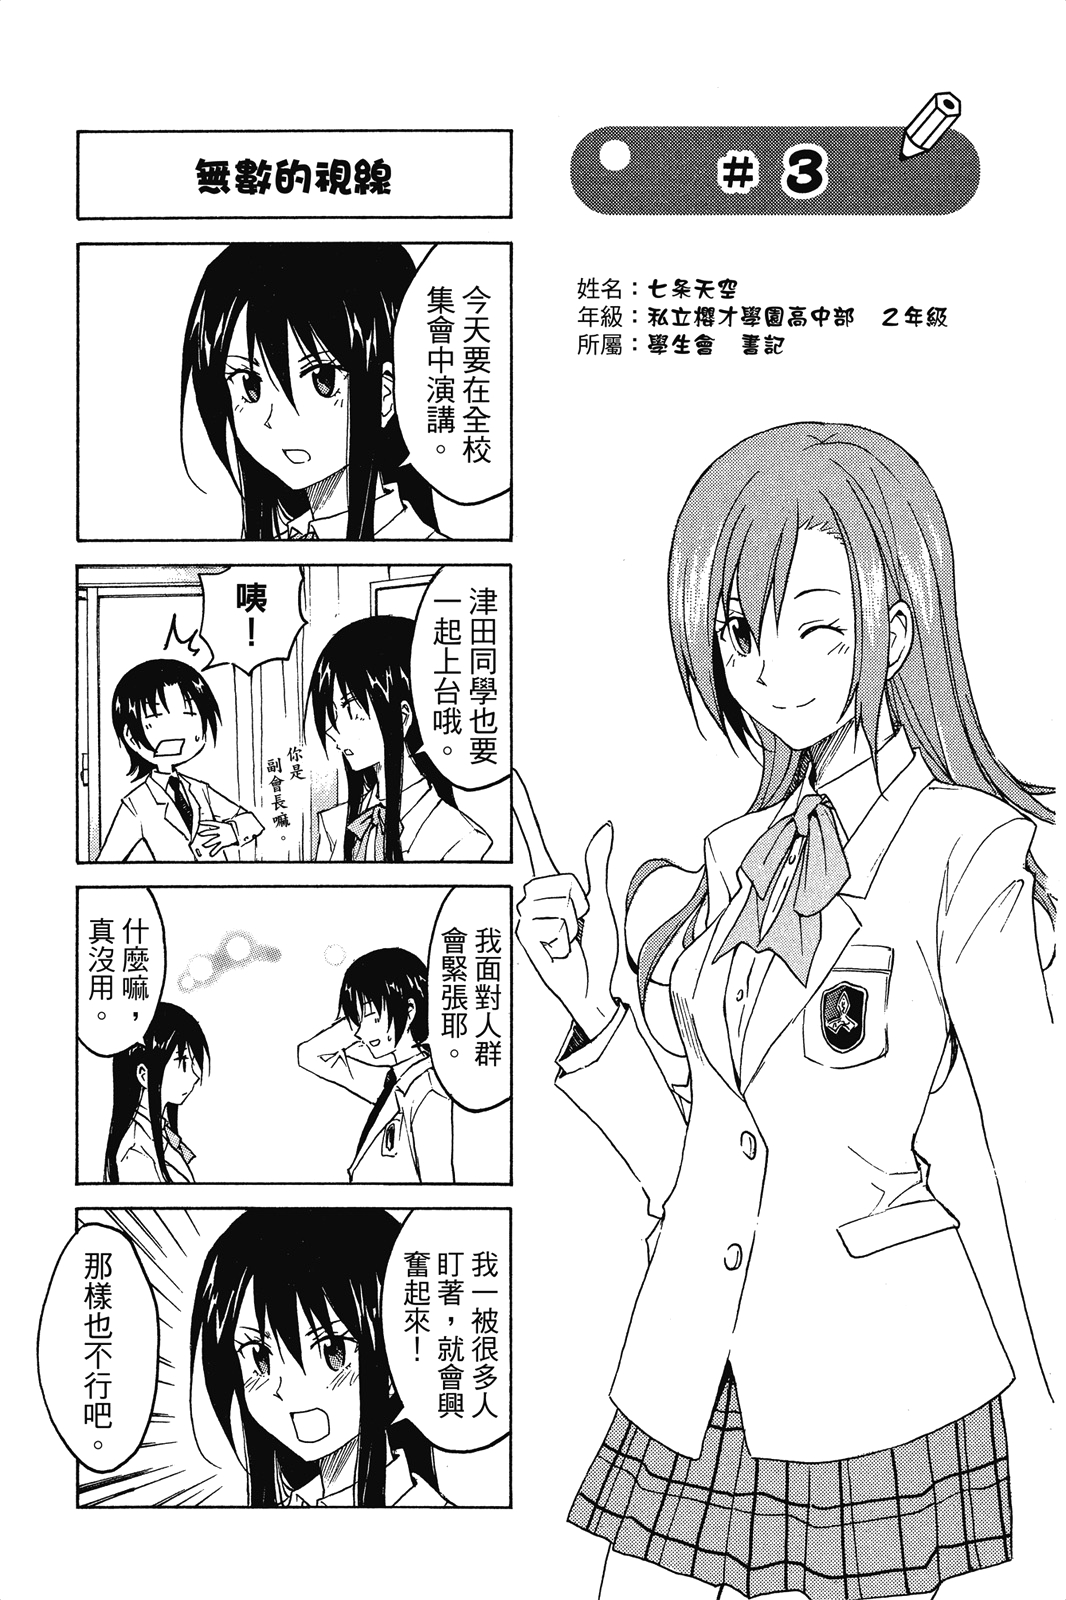 #3
姓名：七条天空
年級：私立櫻才學園高中部　2年級
所屬：學生會　書記
無數的視線
今天要在全校
集會中演講。
津田同學也要
一起上台哦。
咦！
你是
副會長嘛。
我面對人群
會緊張耶。
什麼嘛，
真沒用。
我一被很多人
盯著，就會興
奮起來！
那樣也不行吧。